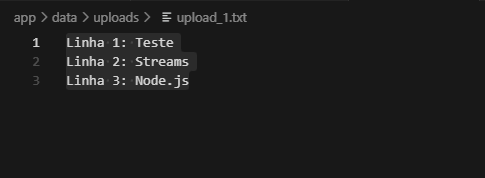 app > data > uploads > upload_1.txt
1 Linha 1: Teste
2 Linha 2: Streams
3 Linha 3: Node.js